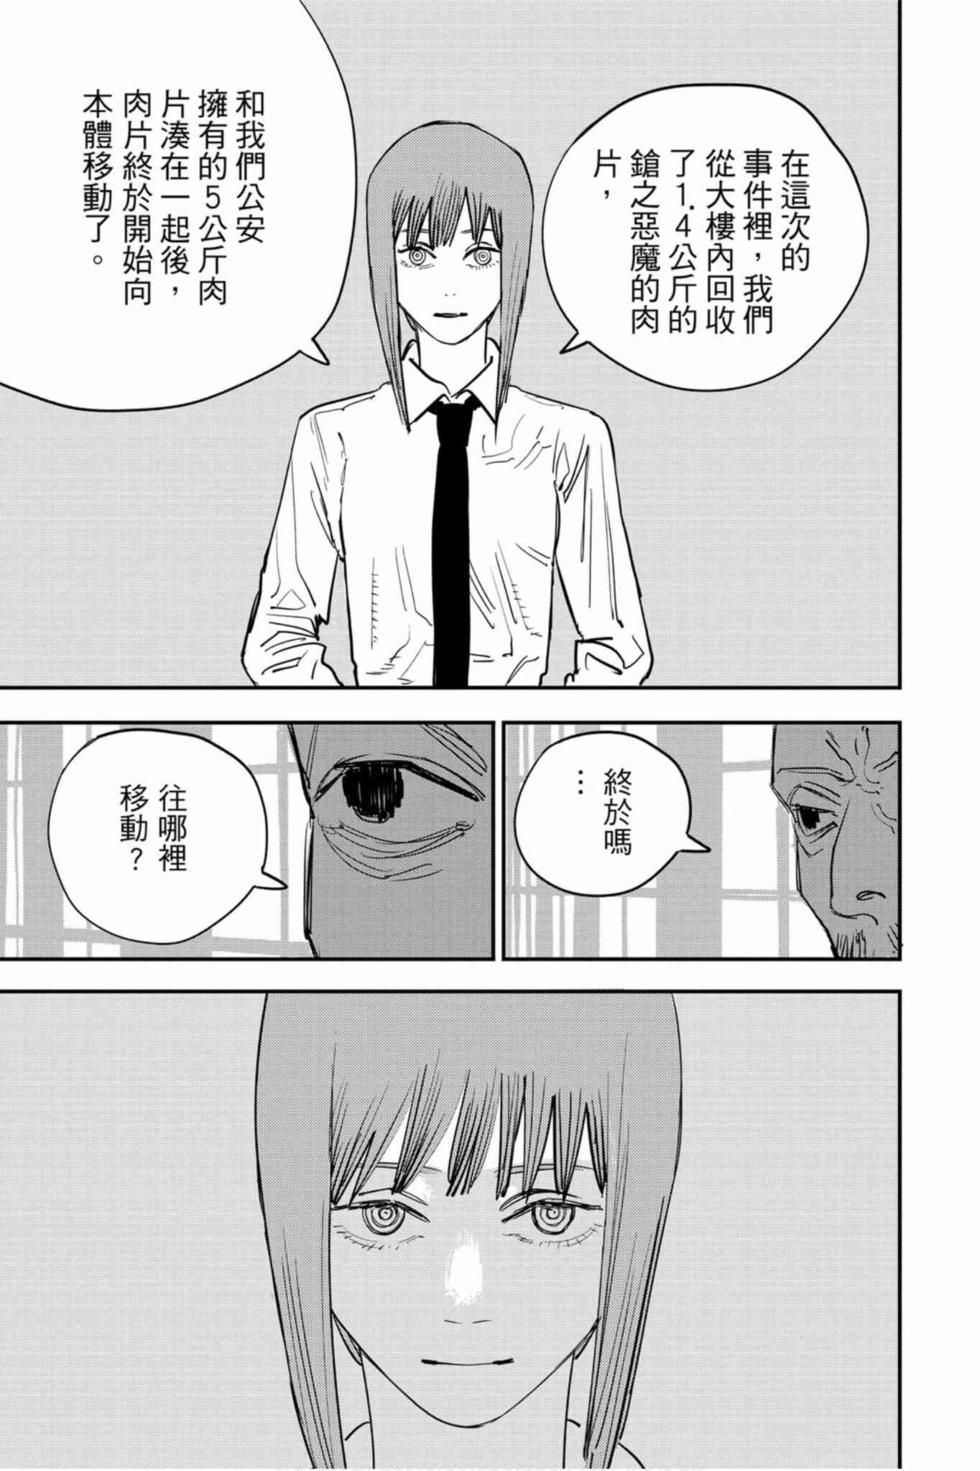 在這次的
事件裡，我們
從大樓內回收
了1.4公斤的
鎗之惡魔的肉
片，
和我們公安
擁有的5公斤肉
片湊在一起後，
肉片終於開始向
本體移動了。
終於嗎
…
往哪裡
移動？